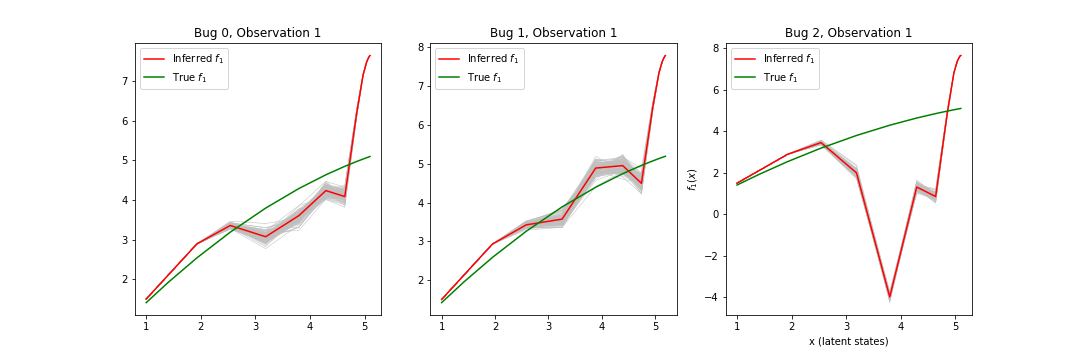 Bug 0, Observation 1
Inferred f₁
True f₁
7
6
5
4
3
2
1 2 3 4 5
Bug 1, Observation 1
Inferred f₁
True f₁
8
7
6
5
4
3
2
1 2 3 4 5
Bug 2, Observation 1
Inferred f₁
True f₁
f₁(x)
8
6
4
2
0
−2
−4
1 2 3 4 5
x (latent states)